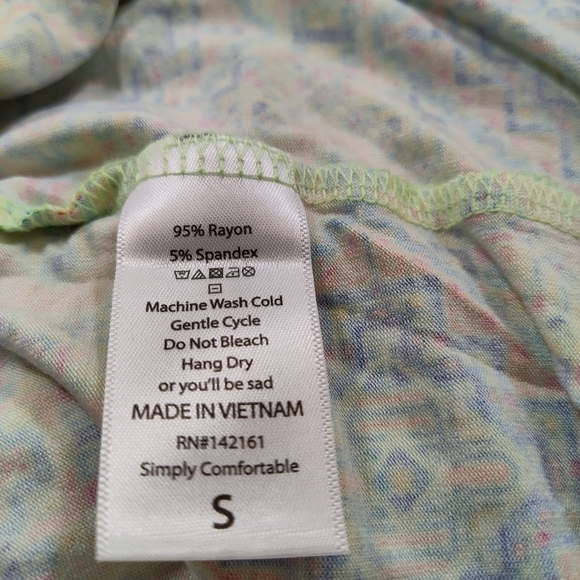 95% Rayon
5% Spandex
Machine Wash Cold
Gentle Cycle
Do Not Bleach
Hang Dry
or you'll be sad
MADE IN VIETNAM
RN#142161
Simply Comfortable
S